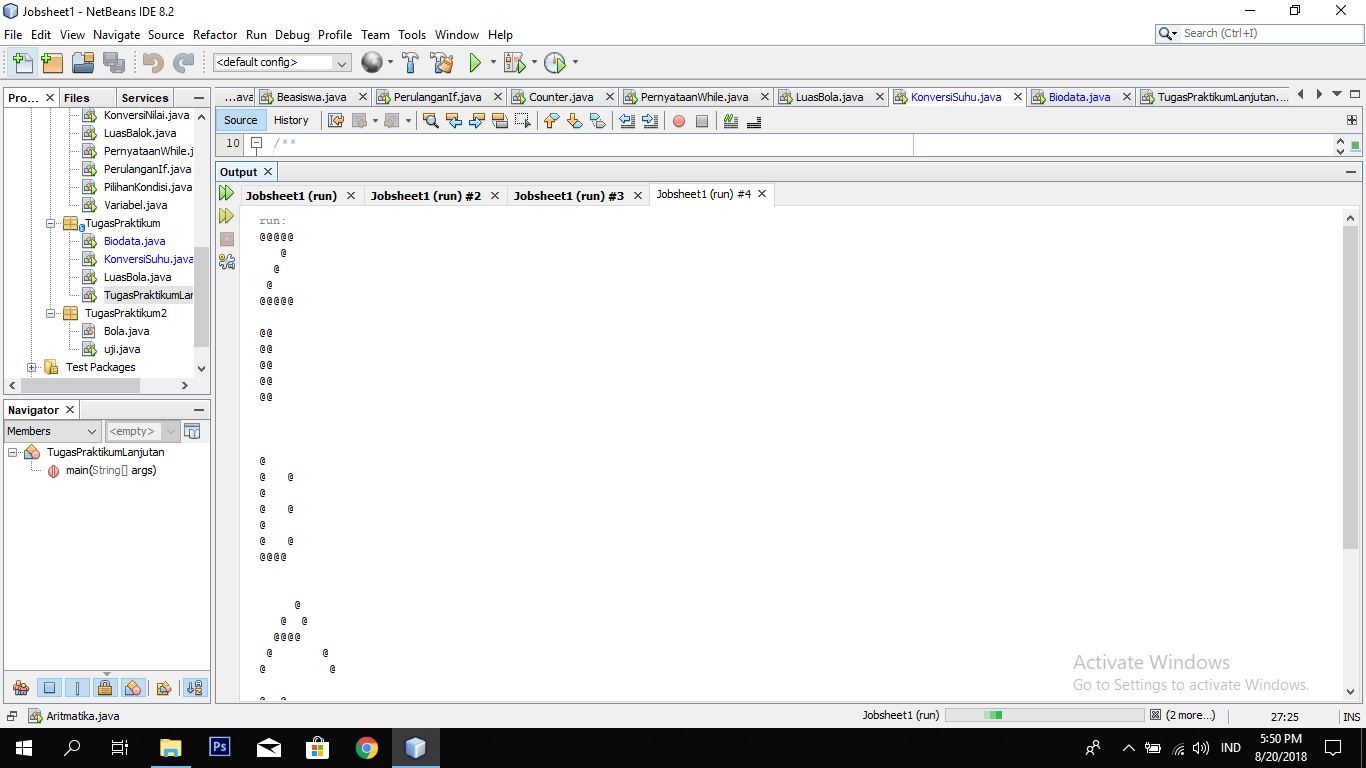 Jobsheet1 - NetBeans IDE 8.2
File Edit View Navigate Source Refactor Run Debug Profile Team Tools Window Help
Search (Ctrl+I)
<default config>
Pro... Files Services
...ava Beasiswa.java PerulanganIf.java Counter.java PernyataanWhile.java LuasBola.java KonversiSuhu.java Biodata.java TugasPraktikumLanjutan....
Source History
10 /**
KonversiNilai.java
LuasBalok.java
PernyataanWhile.j
PerulanganIf.java
PilihanKondisi.java
Variabel.java
TugasPraktikum
Biodata.java
KonversiSuhu.java
LuasBola.java
TugasPraktikumLar
TugasPraktikum2
Bola.java
uji.java
Test Packages
Navigator
Members <empty>
TugasPraktikumLanjutan
main(String[] args)
Output
Jobsheet1 (run) Jobsheet1 (run) #2 Jobsheet1 (run) #3 Jobsheet1 (run) #4
run:
@@@@@
   @
  @
 @
@@@@@

@@
@@
@@
@@
@@

@
@   @
@
@   @
@
@   @
@@@@

     @
   @  @
  @@@@
 @       @
@         @

@  @
Activate Windows
Go to Settings to activate Windows.
Aritmatika.java
Jobsheet1 (run) (2 more...) 27:25 INS
Ps
IND
5:50 PM
8/20/2018